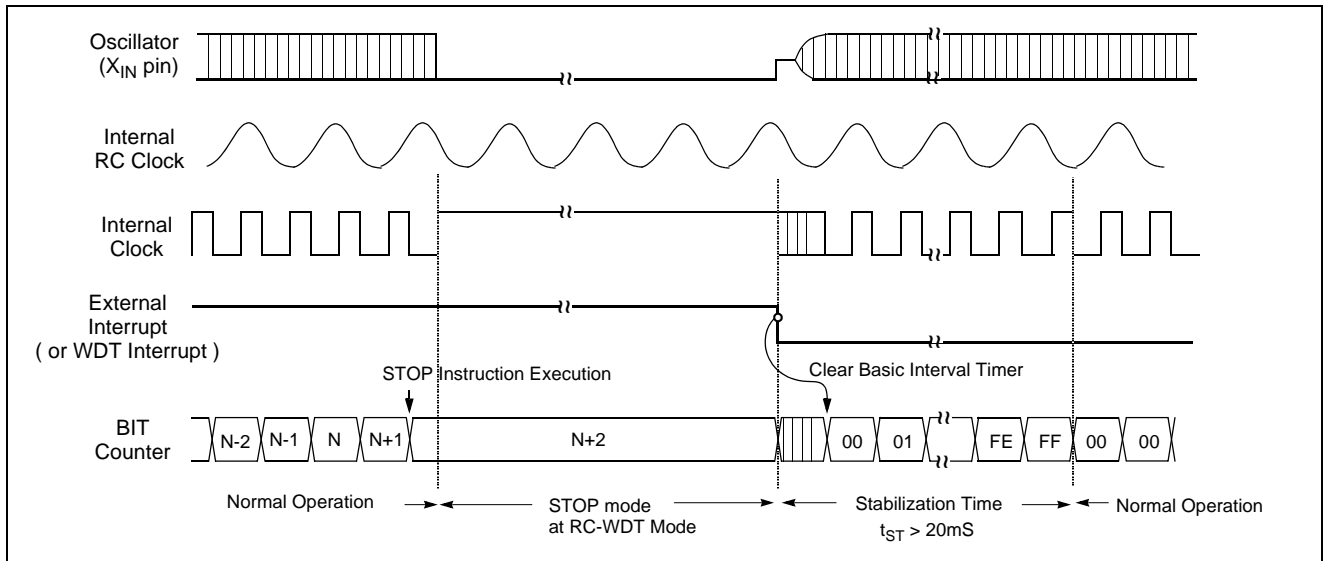 Oscillator
(XIN pin)
Internal
RC Clock
Internal
Clock
External
Interrupt
( or WDT Interrupt )
STOP Instruction Execution
Clear Basic Interval Timer
BIT
Counter
N-2 N-1 N N+1 N+2 00 01 FE FF 00 00
Normal Operation
STOP mode
at RC-WDT Mode
Stabilization Time
tST > 20mS
Normal Operation